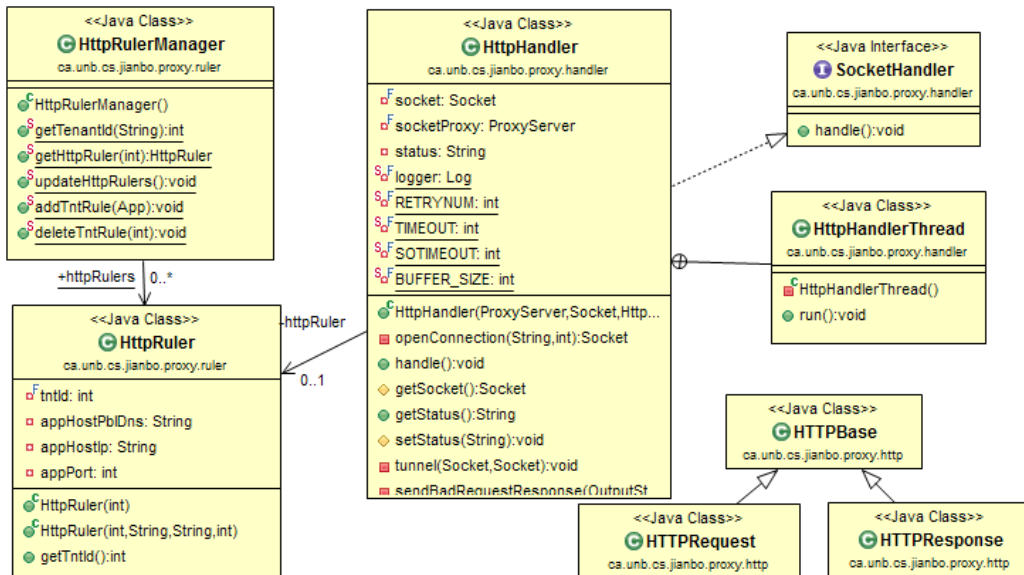 <<Java Class>>
HttpRulerManager
ca.unb.cs.jianbo.proxy.ruler
HttpRulerManager()
getTenantId(String):int
getHttpRuler(int):HttpRuler
updateHttpRulers():void
addTntRule(App):void
deleteTntRule(int):void
+httpRulers
0..*
<<Java Class>>
HttpRuler
ca.unb.cs.jianbo.proxy.ruler
tntId: int
appHostPblDns: String
appHostIp: String
appPort: int
HttpRuler(int)
HttpRuler(int,String,String,int)
getTntId():int
-httpRuler
0..1
<<Java Class>>
HttpHandler
ca.unb.cs.jianbo.proxy.handler
socket: Socket
socketProxy: ProxyServer
status: String
logger: Log
RETRYNUM: int
TIMEOUT: int
SOTIMEOUT: int
BUFFER_SIZE: int
HttpHandler(ProxyServer,Socket,Http...
openConnection(String,int):Socket
handle():void
getSocket():Socket
getStatus():String
setStatus(String):void
tunnel(Socket,Socket):void
sendBadRequestResponse(OutputSt
<<Java Interface>>
SocketHandler
ca.unb.cs.jianbo.proxy.handler
handle():void
<<Java Class>>
HttpHandlerThread
ca.unb.cs.jianbo.proxy.handler
HttpHandlerThread()
run():void
<<Java Class>>
HTTPBase
ca.unb.cs.jianbo.proxy.http
<<Java Class>>
HTTPRequest
ca.unb.cs.jianbo.proxy.http
<<Java Class>>
HTTPResponse
ca.unb.cs.jianbo.proxy.http